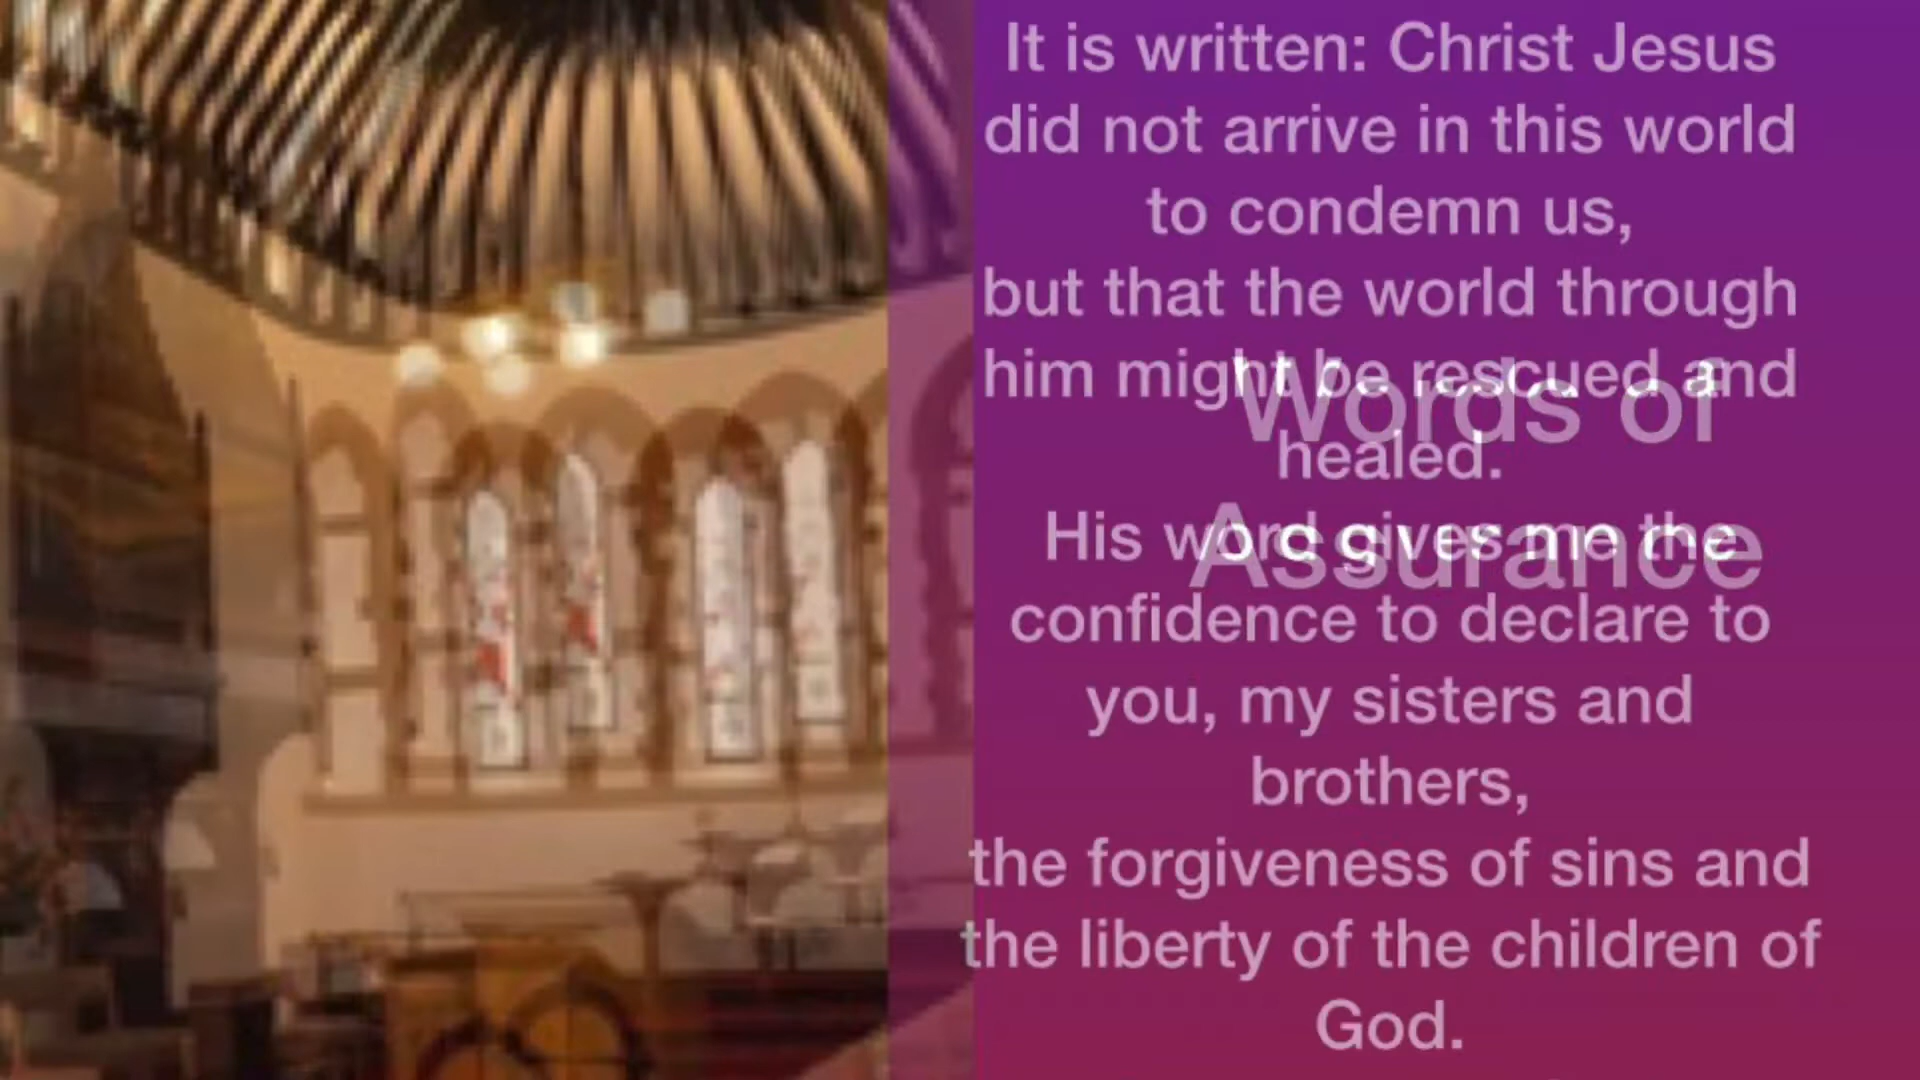 It is written: Christ Jesus
did not arrive in this world
to condemn us,
but that the world through
him might be rescued and
healed.
His word gives me the
confidence to declare to
you, my sisters and
brothers,
the forgiveness of sins and
the liberty of the children of
God.
Words of
Assurance